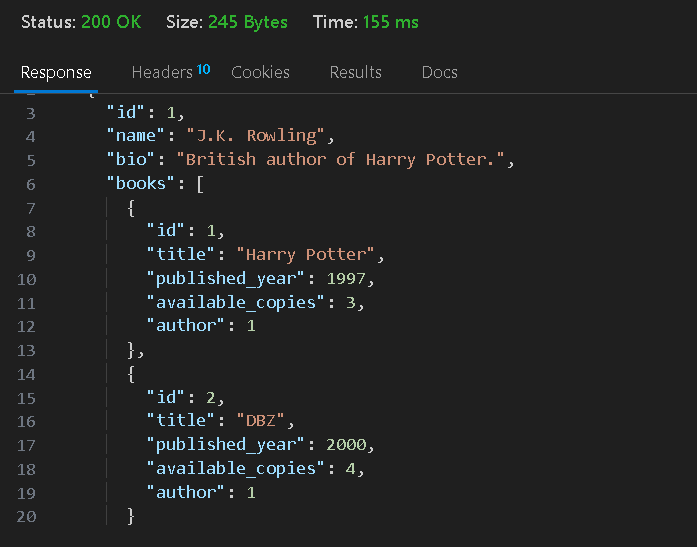 Status: 200 OK Size: 245 Bytes Time: 155 ms
Response Headers 10 Cookies Results Docs
3 "id": 1,
4 "name": "J.K. Rowling",
5 "bio": "British author of Harry Potter.",
6 "books": [
7 {
8 "id": 1,
9 "title": "Harry Potter",
10 "published_year": 1997,
11 "available_copies": 3,
12 "author": 1
13 },
14 {
15 "id": 2,
16 "title": "DBZ",
17 "published_year": 2000,
18 "available_copies": 4,
19 "author": 1
20 }